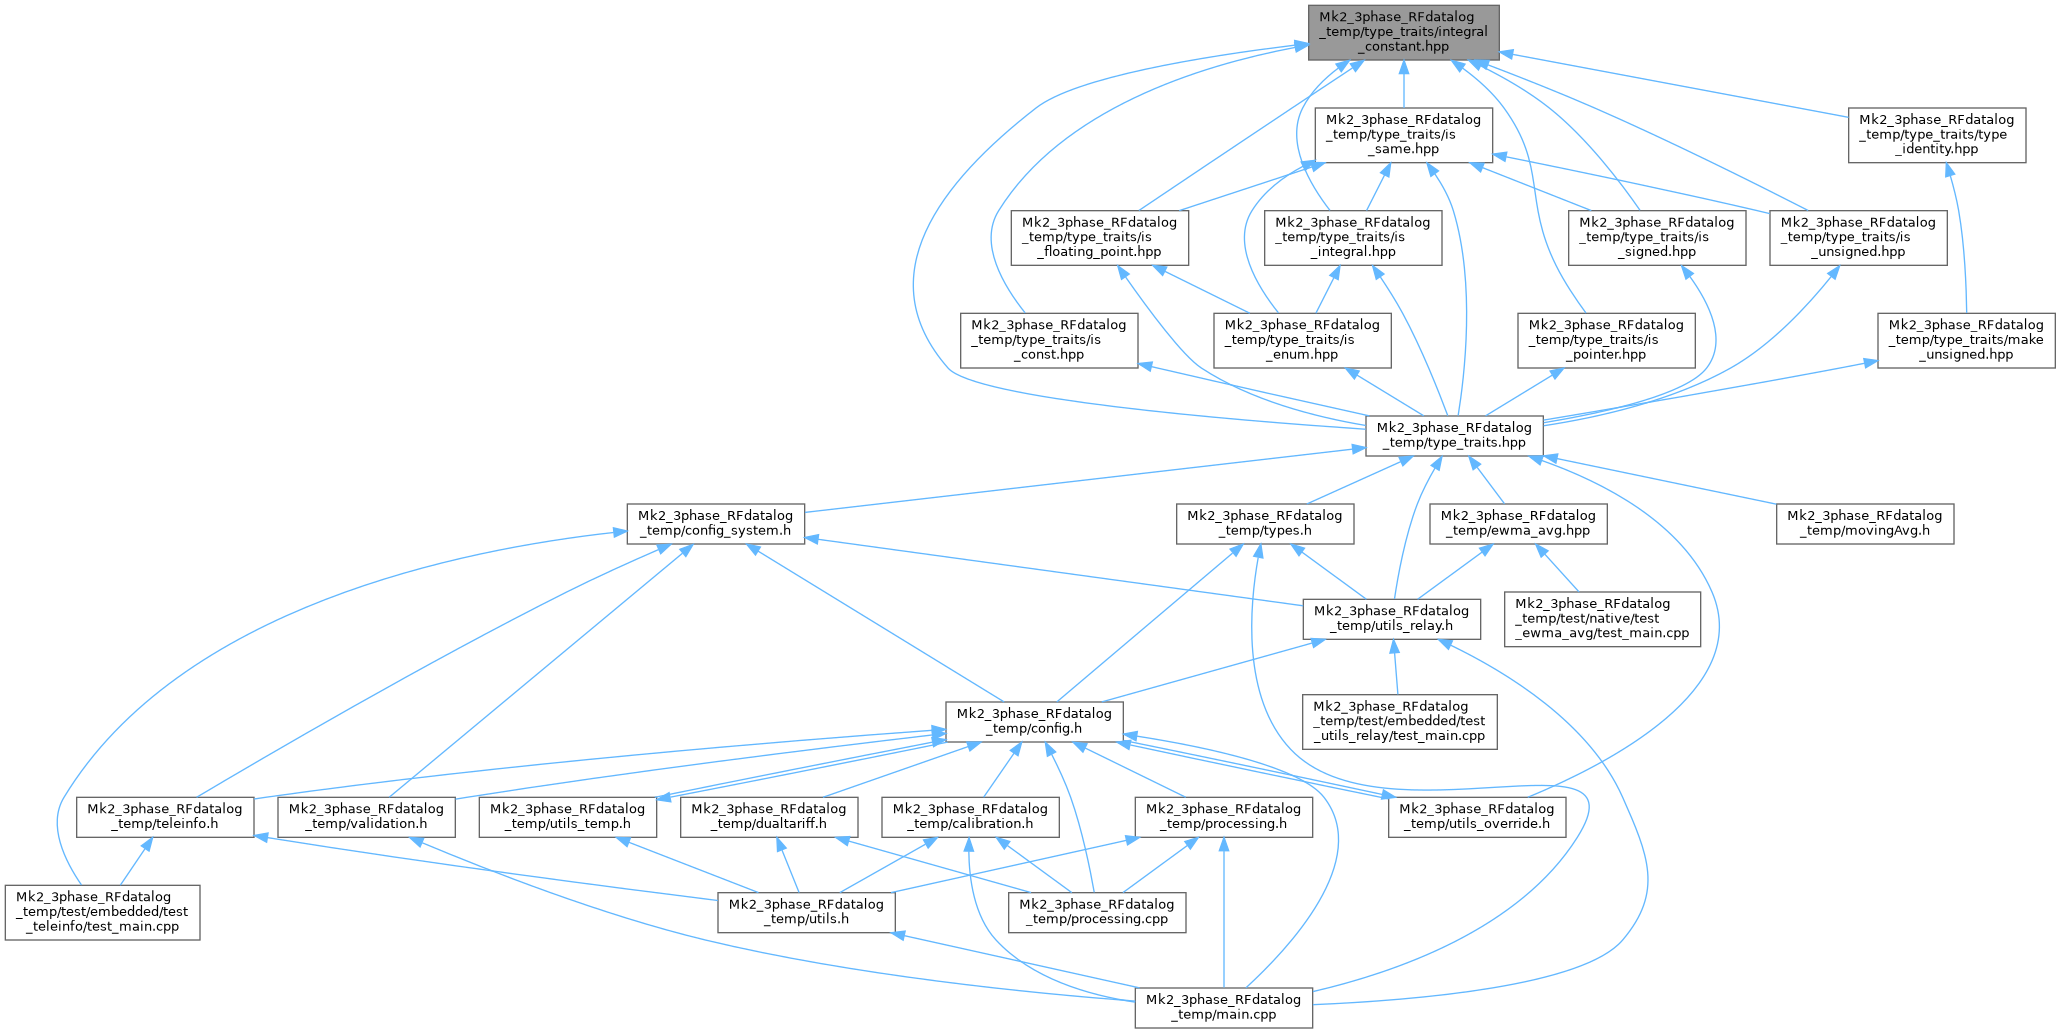 Mk2_3phase_RFdatalog
_temp/type_traits/integral
_constant.hpp
Mk2_3phase_RFdatalog
_temp/type_traits/is
_same.hpp
Mk2_3phase_RFdatalog
_temp/type_traits/type
_identity.hpp
Mk2_3phase_RFdatalog
_temp/type_traits/is
_floating_point.hpp
Mk2_3phase_RFdatalog
_temp/type_traits/is
_integral.hpp
Mk2_3phase_RFdatalog
_temp/type_traits/is
_signed.hpp
Mk2_3phase_RFdatalog
_temp/type_traits/is
_unsigned.hpp
Mk2_3phase_RFdatalog
_temp/type_traits/is
_const.hpp
Mk2_3phase_RFdatalog
_temp/type_traits/is
_enum.hpp
Mk2_3phase_RFdatalog
_temp/type_traits/is
_pointer.hpp
Mk2_3phase_RFdatalog
_temp/type_traits/make
_unsigned.hpp
Mk2_3phase_RFdatalog
_temp/type_traits.hpp
Mk2_3phase_RFdatalog
_temp/config_system.h
Mk2_3phase_RFdatalog
_temp/types.h
Mk2_3phase_RFdatalog
_temp/ewma_avg.hpp
Mk2_3phase_RFdatalog
_temp/movingAvg.h
Mk2_3phase_RFdatalog
_temp/utils_relay.h
Mk2_3phase_RFdatalog
_temp/test/native/test
_ewma_avg/test_main.cpp
Mk2_3phase_RFdatalog
_temp/config.h
Mk2_3phase_RFdatalog
_temp/test/embedded/test
_utils_relay/test_main.cpp
Mk2_3phase_RFdatalog
_temp/teleinfo.h
Mk2_3phase_RFdatalog
_temp/validation.h
Mk2_3phase_RFdatalog
_temp/utils_temp.h
Mk2_3phase_RFdatalog
_temp/dualtariff.h
Mk2_3phase_RFdatalog
_temp/calibration.h
Mk2_3phase_RFdatalog
_temp/processing.h
Mk2_3phase_RFdatalog
_temp/utils_override.h
Mk2_3phase_RFdatalog
_temp/test/embedded/test
_teleinfo/test_main.cpp
Mk2_3phase_RFdatalog
_temp/utils.h
Mk2_3phase_RFdatalog
_temp/processing.cpp
Mk2_3phase_RFdatalog
_temp/main.cpp